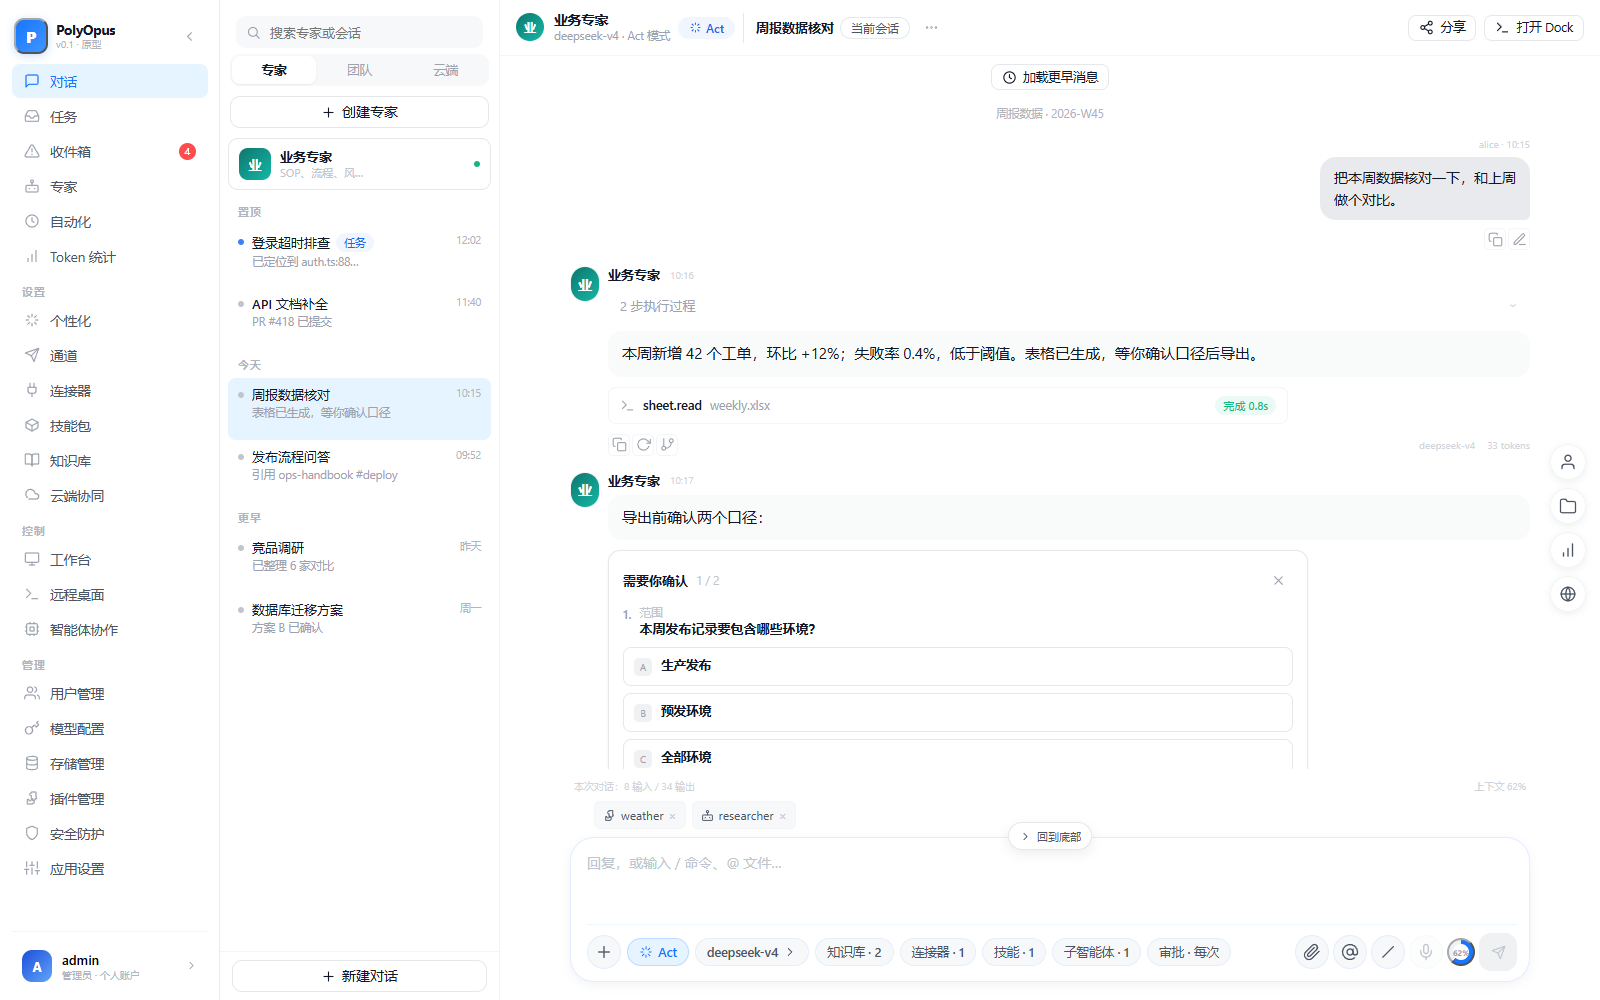 P
PolyOpus
v0.1 · 原型
对话
任务
收件箱
4
专家
自动化
Token 统计
设置
个性化
通道
连接器
技能包
知识库
云端协同
控制
工作台
远程桌面
智能体协作
管理
用户管理
模型配置
存储管理
插件管理
安全防护
应用设置
A
admin
管理员 · 个人账户
搜索专家或会话
专家
团队
云端
创建专家
业务专家
SOP、流程、风...
置顶
登录超时排查
任务
12:02
已定位到 auth.ts:88...
API 文档补全
11:40
PR #418 已提交
今天
周报数据核对
10:15
表格已生成，等你确认口径
发布流程问答
09:52
引用 ops-handbook #deploy
更早
竞品调研
昨天
已整理 6 家对比
数据库迁移方案
周一
方案 B 已确认
新建对话
业务专家
deepseek-v4 · Act 模式
Act
周报数据核对
当前会话
分享
打开 Dock
加载更早消息
周报数据 · 2026-W45
alice · 10:15
把本周数据核对一下，和上周
做个对比。
业务专家
10:16
2 步执行过程
本周新增 42 个工单，环比 +12%；失败率 0.4%，低于阈值。表格已生成，等你确认口径后导出。
sheet.read
weekly.xlsx
完成 0.8s
deepseek-v4
33 tokens
业务专家
10:17
导出前确认两个口径：
需要你确认
1 / 2
1.
范围
本周发布记录要包含哪些环境？
A
生产发布
B
预发环境
C
全部环境
本次对话：8 输入 / 34 输出
上下文 62%
weather ×
researcher ×
回到底部
回复，或输入 / 命令、@ 文件...
Act
deepseek-v4
知识库 · 2
连接器 · 1
技能 · 1
子智能体 · 1
审批 · 每次
62%